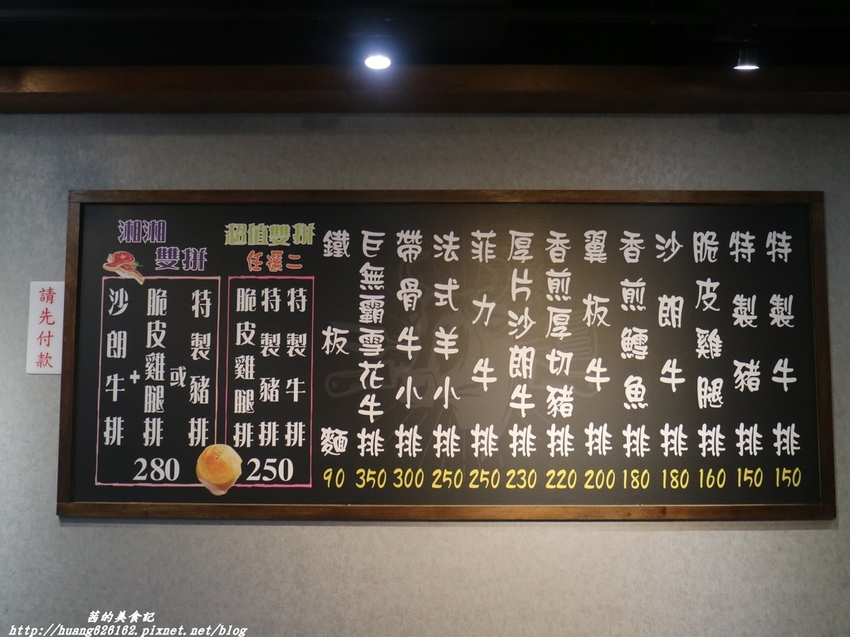 特製牛排 150
特製豬排 150
脆皮雞腿排 160
沙朗牛排 180
香煎鱈魚排 180
翼板牛排 200
香煎厚切豬排 220
厚片沙朗牛排 230
菲力牛排 250
法式羊小排 250
帶骨牛小排 300
巨無霸雪花牛排 350
鐵板麵 90
超值雙拼
任選二
特製牛排
特製豬排
脆皮雞腿排
250
湘湘
雙拼
特製豬排
或
脆皮雞腿排
+
沙朗牛排
280
請先付款
茜的美食記
http://huang626162.pixnet.net/blog